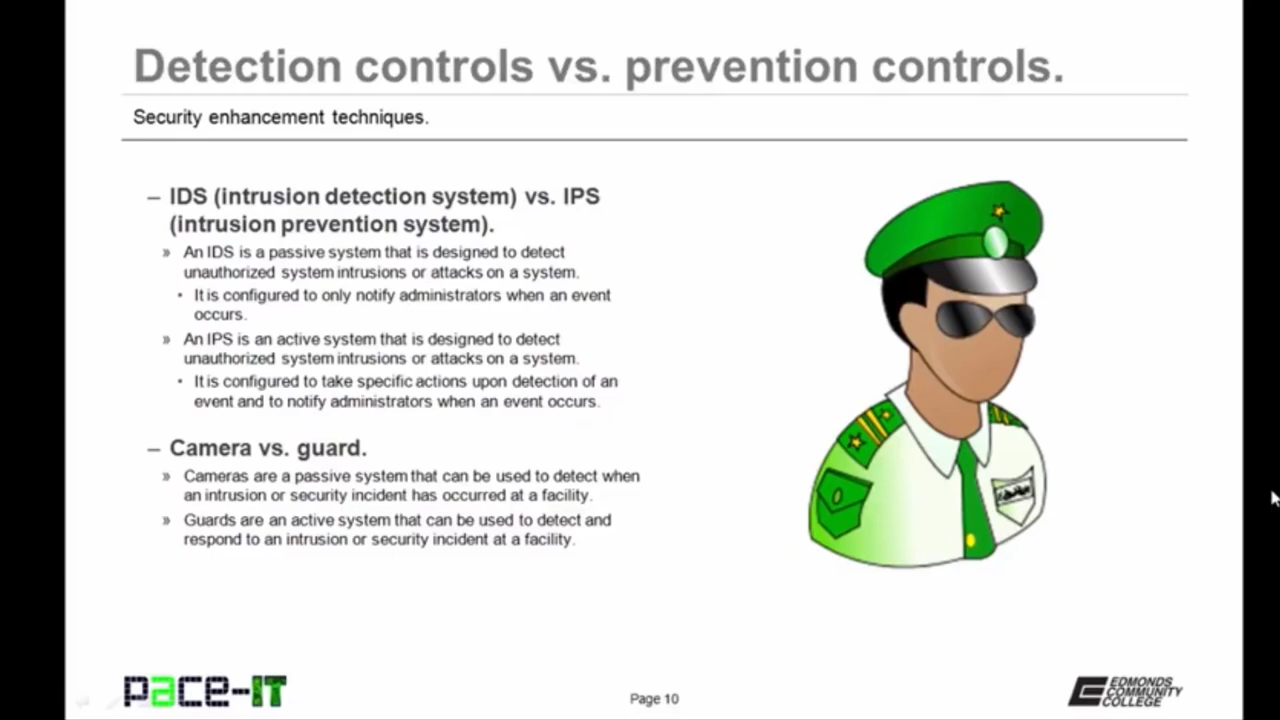 Detection controls vs. prevention controls.
Security enhancement techniques.
– IDS (intrusion detection system) vs. IPS
(intrusion prevention system).
» An IDS is a passive system that is designed to detect
unauthorized system intrusions or attacks on a system.
· It is configured to only notify administrators when an event
occurs.
» An IPS is an active system that is designed to detect
unauthorized system intrusions or attacks on a system.
· It is configured to take specific actions upon detection of an
event and to notify administrators when an event occurs.
– Camera vs. guard.
» Cameras are a passive system that can be used to detect when
an intrusion or security incident has occurred at a facility.
» Guards are an active system that can be used to detect and
respond to an intrusion or security incident at a facility.
pace-IT
Page 10
EDMONDS
COMMUNITY
COLLEGE